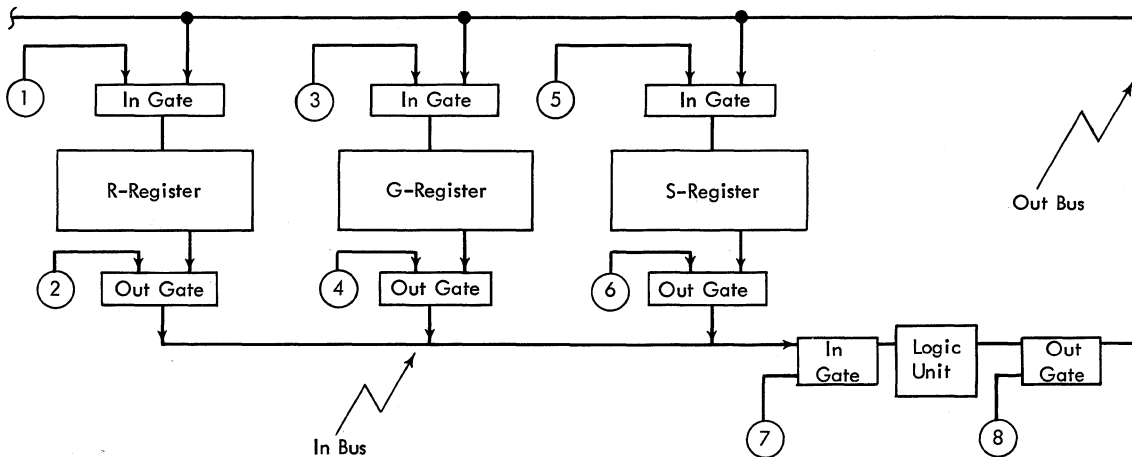 1
In Gate
3
In Gate
5
In Gate
R-Register
G-Register
S-Register
Out Bus
2
Out Gate
4
Out Gate
6
Out Gate
In
Gate
Logic
Unit
Out
Gate
7
8
In Bus